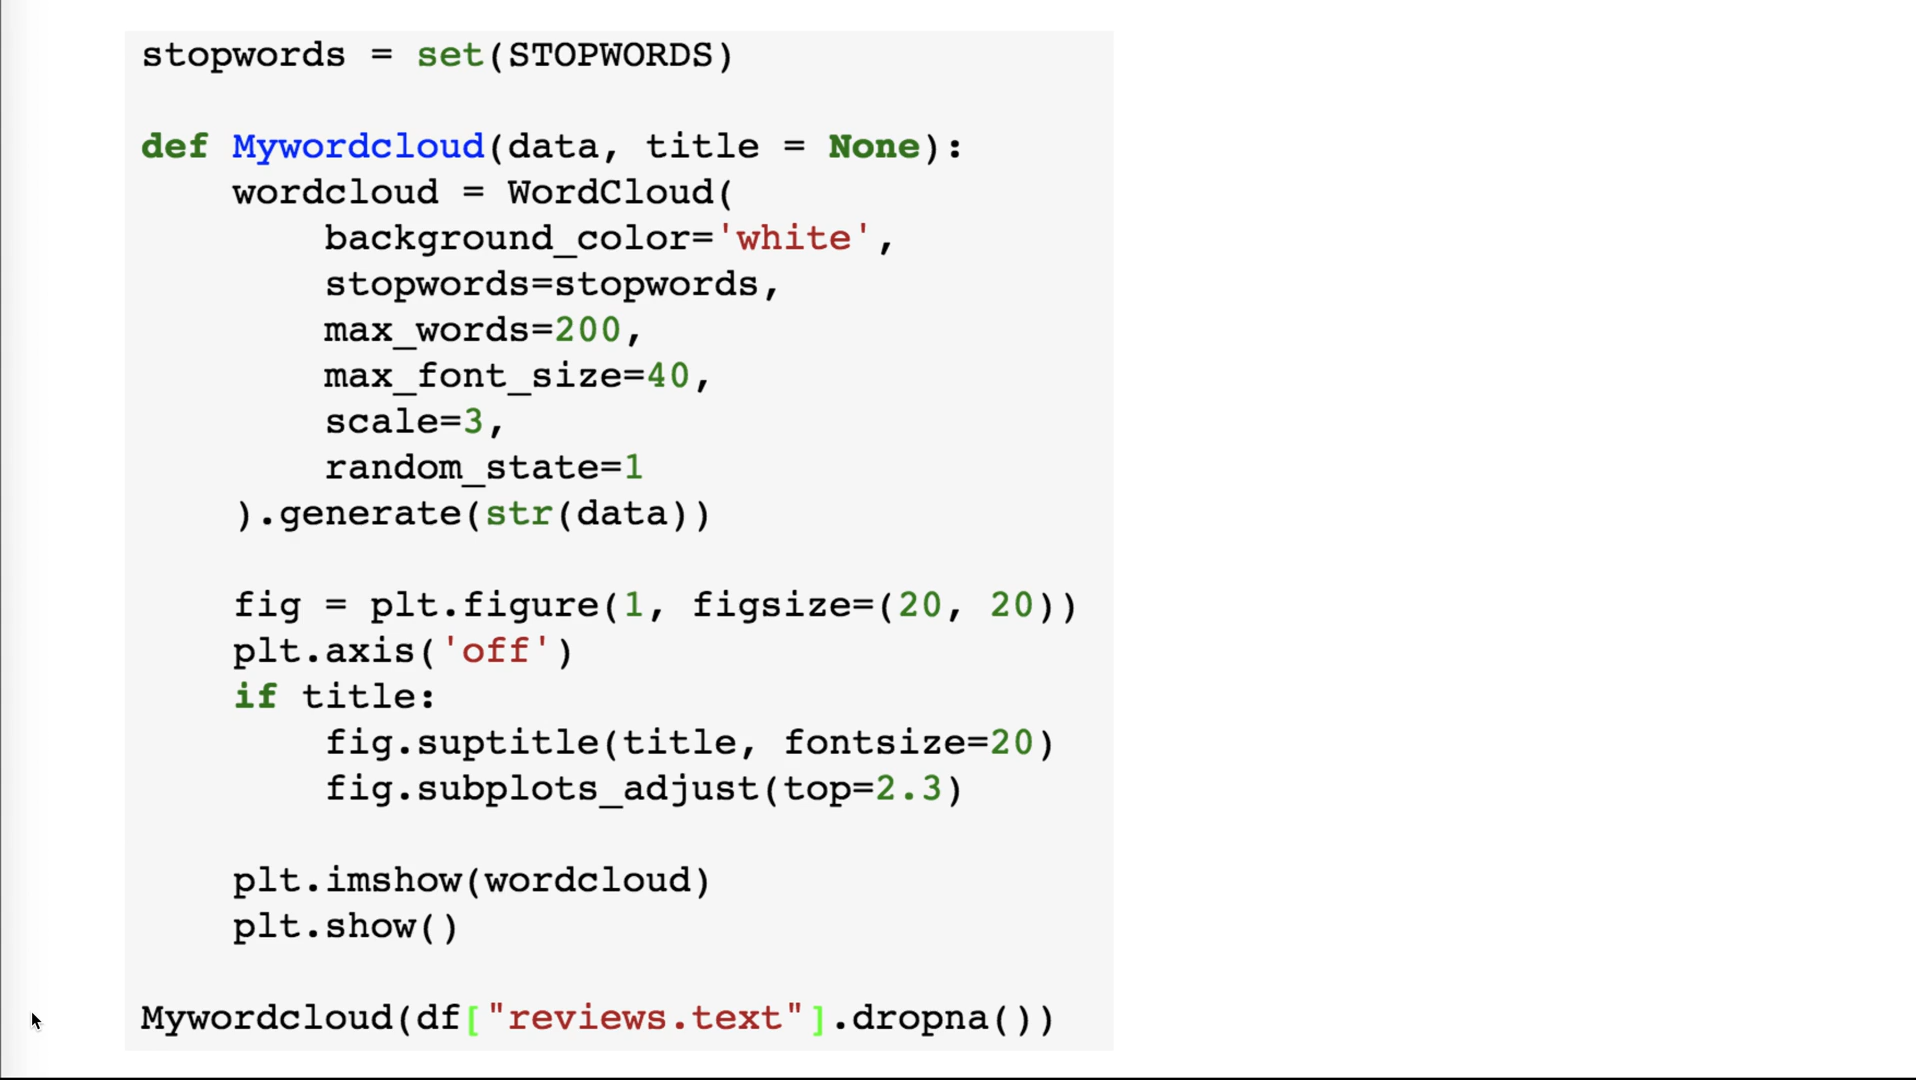 stopwords = set(STOPWORDS)

def Mywordcloud(data, title = None):
    wordcloud = WordCloud(
        background_color='white',
        stopwords=stopwords,
        max_words=200,
        max_font_size=40,
        scale=3,
        random_state=1
    ).generate(str(data))

    fig = plt.figure(1, figsize=(20, 20))
    plt.axis('off')
    if title:
        fig.suptitle(title, fontsize=20)
        fig.subplots_adjust(top=2.3)

    plt.imshow(wordcloud)
    plt.show()

Mywordcloud(df["reviews.text"].dropna())